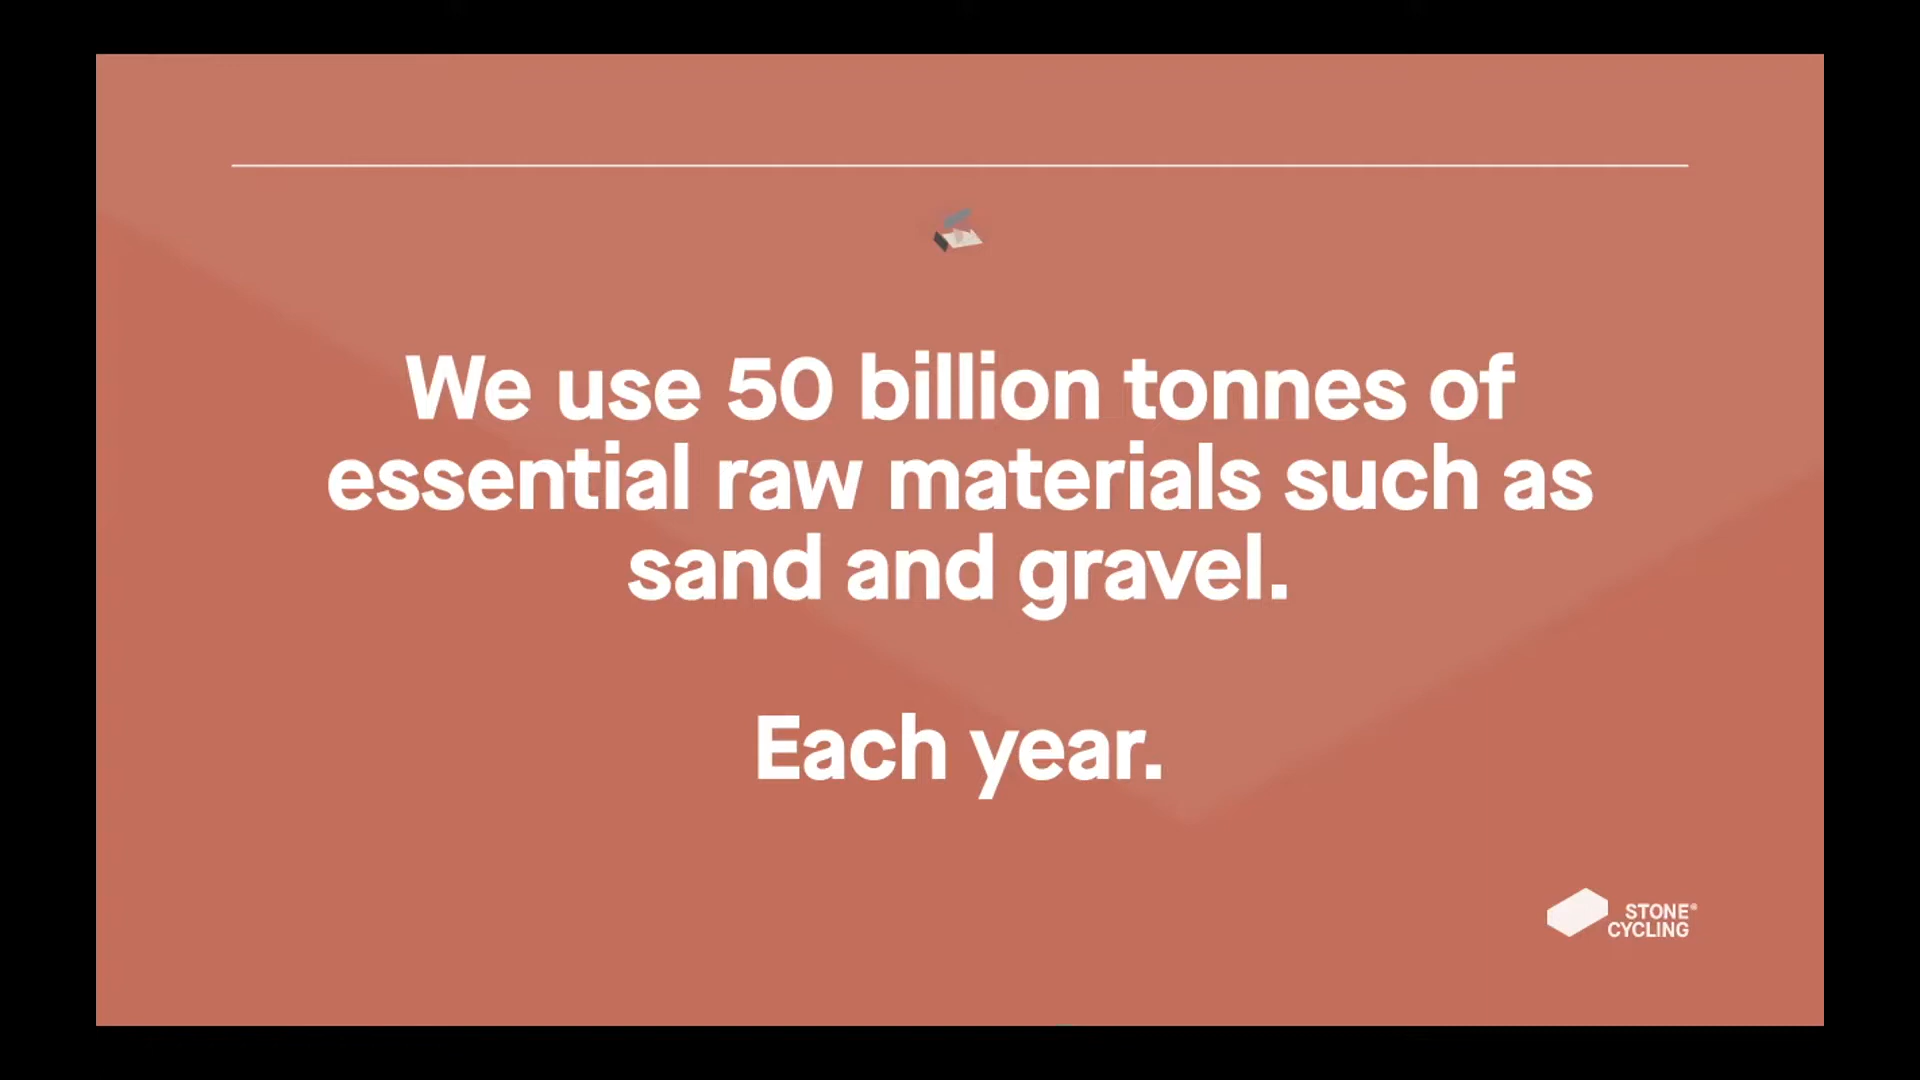 We use 50 billion tonnes of
essential raw materials such as
sand and gravel.
Each year.
STONE®
CYCLING